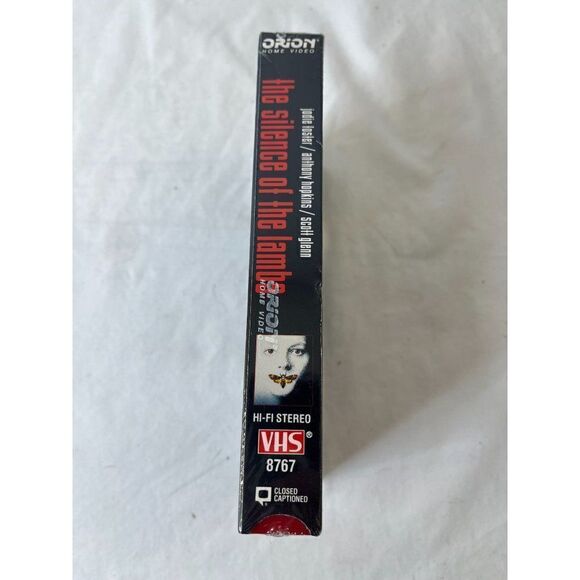 ORION
HOME VIDEO
the silence of the lambs
jodie foster / anthony hopkins / scott glenn
ORION
HOME VIDEO
HI-FI STEREO
VHS®
8767
CLOSED
CAPTIONED